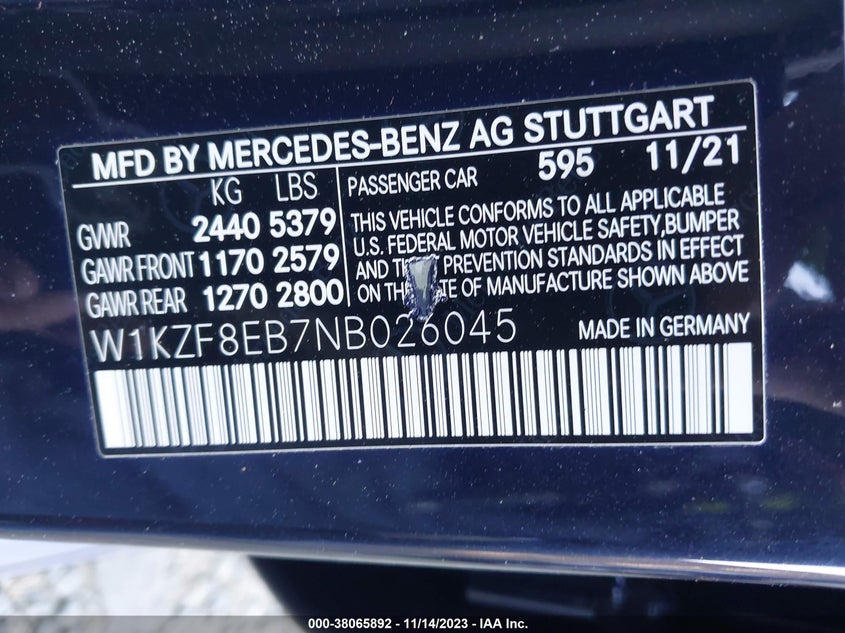 MFD BY MERCEDES-BENZ AG STUTTGART
KG LBS
GVWR 2440 5379
GAWR FRONT 1170 2579
GAWR REAR 1270 2800
PASSENGER CAR 595 11/21
THIS VEHICLE CONFORMS TO ALL APPLICABLE
U.S. FEDERAL MOTOR VEHICLE SAFETY,BUMPER
AND PREVENTION STANDARDS IN EFFECT
ON OF MANUFACTURE SHOWN ABOVE
W1KZF8EB7NB026045 MADE IN GERMANY
000-38065892 - 11/14/2023 - IAA Inc.